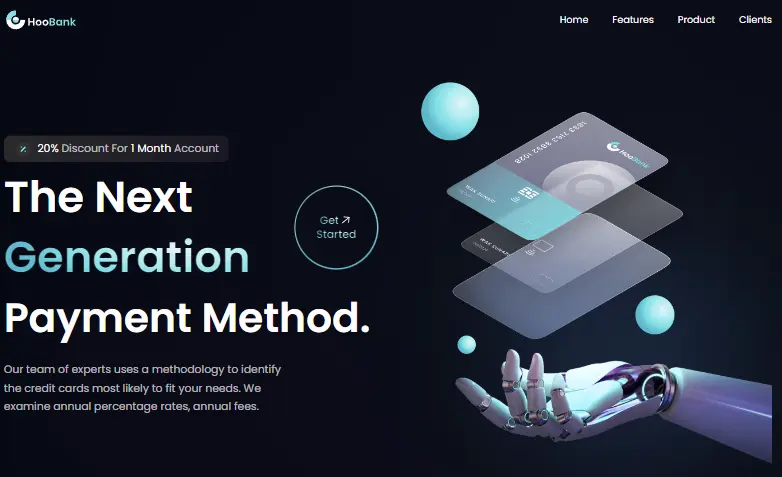 HooBank
Home Features Product Clients
20% Discount For 1 Month Account
The Next
Generation
Payment Method.
Get
Started
Our team of experts uses a methodology to identify
the credit cards most likely to fit your needs. We
examine annual percentage rates, annual fees.
HooBank